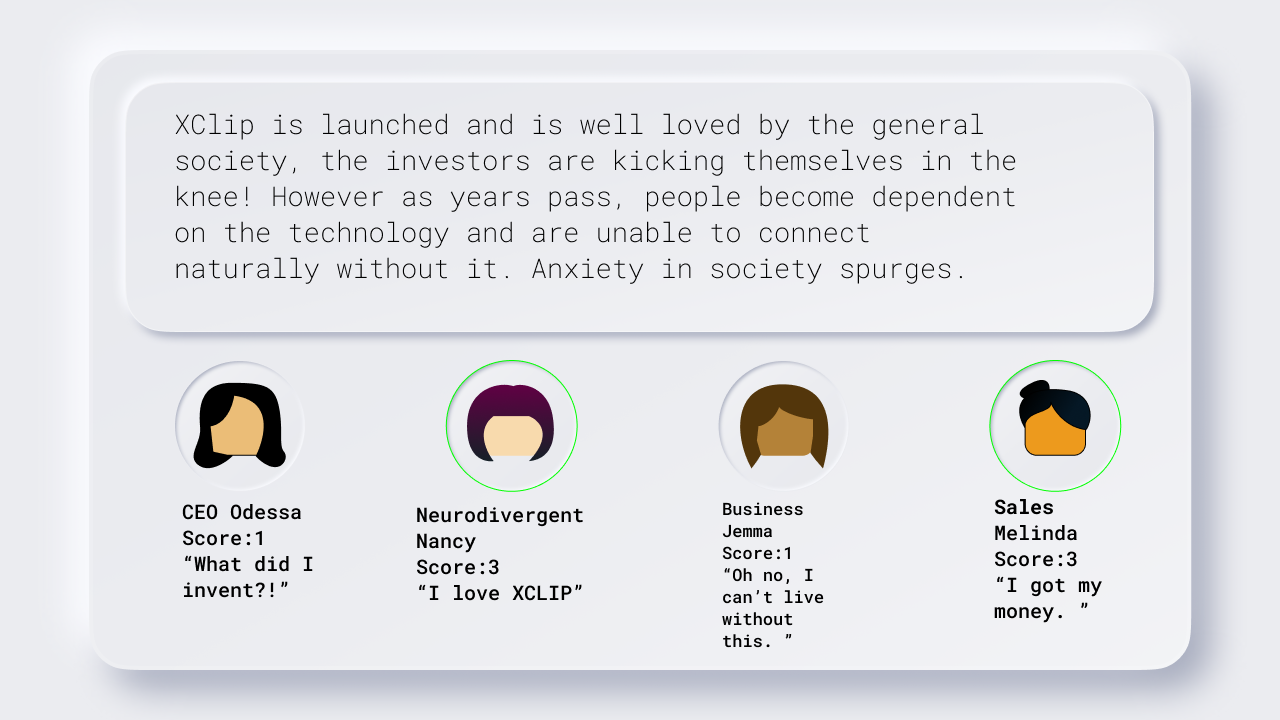 XClip is launched and is well loved by the general
society, the investors are kicking themselves in the
knee! However as years pass, people become dependent
on the technology and are unable to connect
naturally without it. Anxiety in society spurges.
CEO Odessa
Score:1
“What did I
invent?!”
Neurodivergent
Nancy
Score:3
“I love XCLIP”
Business
Jemma
Score:1
“Oh no, I
can’t live
without
this. ”
Sales
Melinda
Score:3
“I got my
money. ”